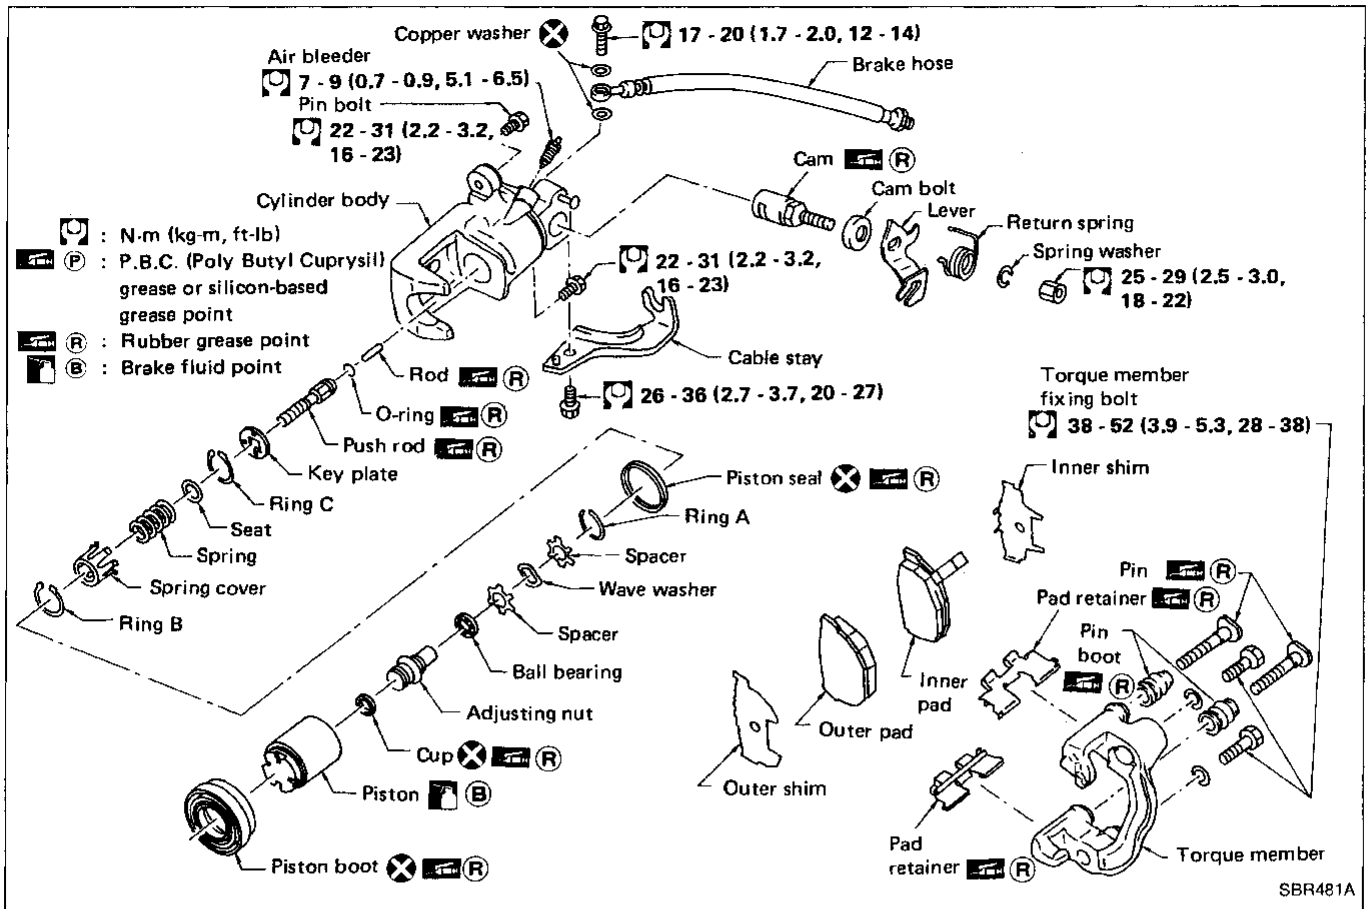 Copper washer
17 - 20 (1.7 - 2.0, 12 - 14)
Air bleeder
7 - 9 (0.7 - 0.9, 5.1 - 6.5)
Brake hose
Pin bolt
22 - 31 (2.2 - 3.2,
16 - 23)
Cam R
Cam bolt
Lever
Return spring
Spring washer
25 - 29 (2.5 - 3.0,
18 - 22)
Cylinder body
: N·m (kg-m, ft-lb)
P : P.B.C. (Poly Butyl Cuprysil)
grease or silicon-based
grease point
R : Rubber grease point
B : Brake fluid point
22 - 31 (2.2 - 3.2,
16 - 23)
Cable stay
26 - 36 (2.7 - 3.7, 20 - 27)
Rod R
O-ring R
Push rod R
Key plate
Ring C
Seat
Spring
Spring cover
Ring B
Torque member
fixing bolt
38 - 52 (3.9 - 5.3, 28 - 38)
Piston seal R
Ring A
Spacer
Wave washer
Spacer
Ball bearing
Adjusting nut
Cup R
Piston B
Piston boot R
Inner shim
Pin R
Pad retainer R
Pin
boot
R
Inner
pad
Outer pad
Outer shim
Pad
retainer R
Torque member
SBR481A